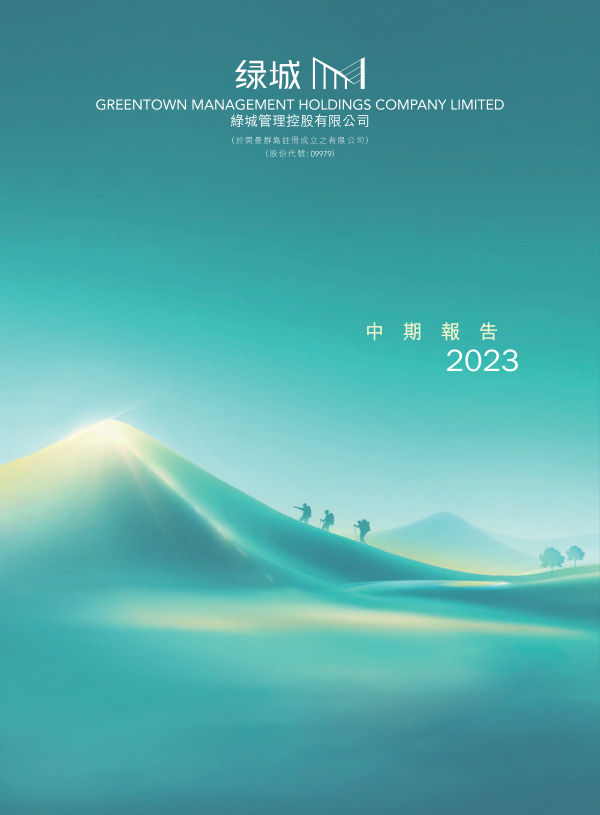 绿城
GREENTOWN MANAGEMENT HOLDINGS COMPANY LIMITED
綠城管理控股有限公司
(於開曼群島註冊成立之有限公司)
(股份代號: 09979)
中期報告
2023